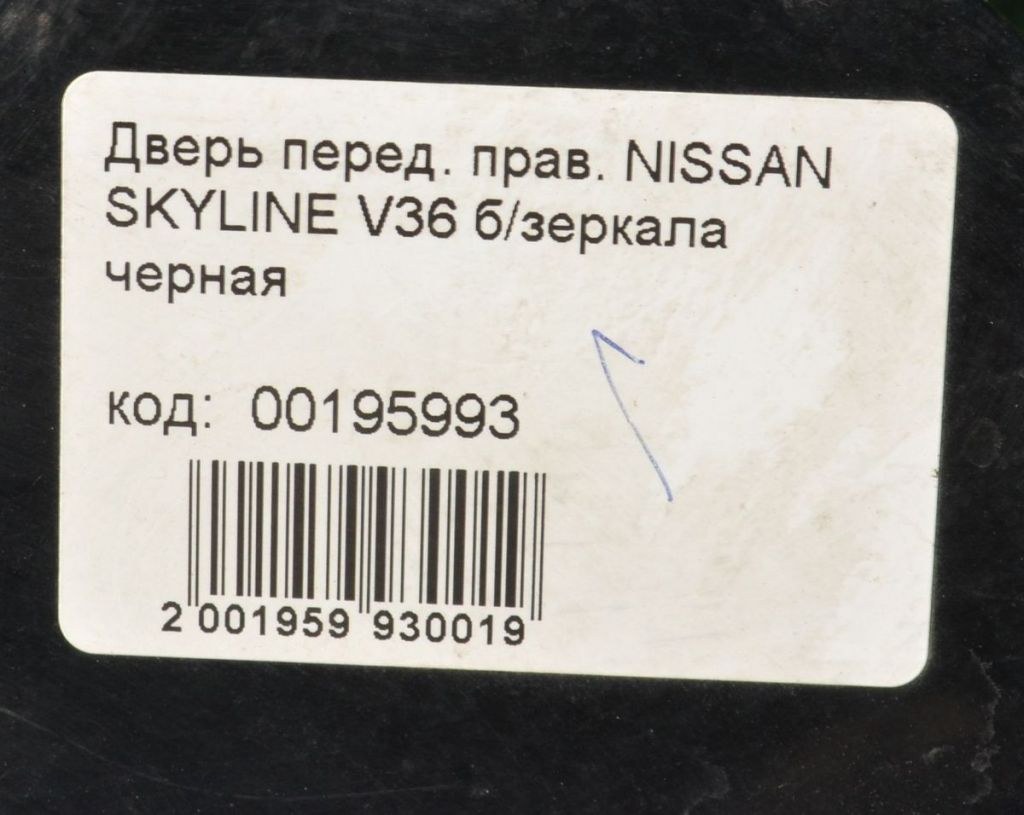 Дверь перед. прав. NISSAN
SKYLINE V36 б/зеркала
черная
код: 00195993
2 001959 930019